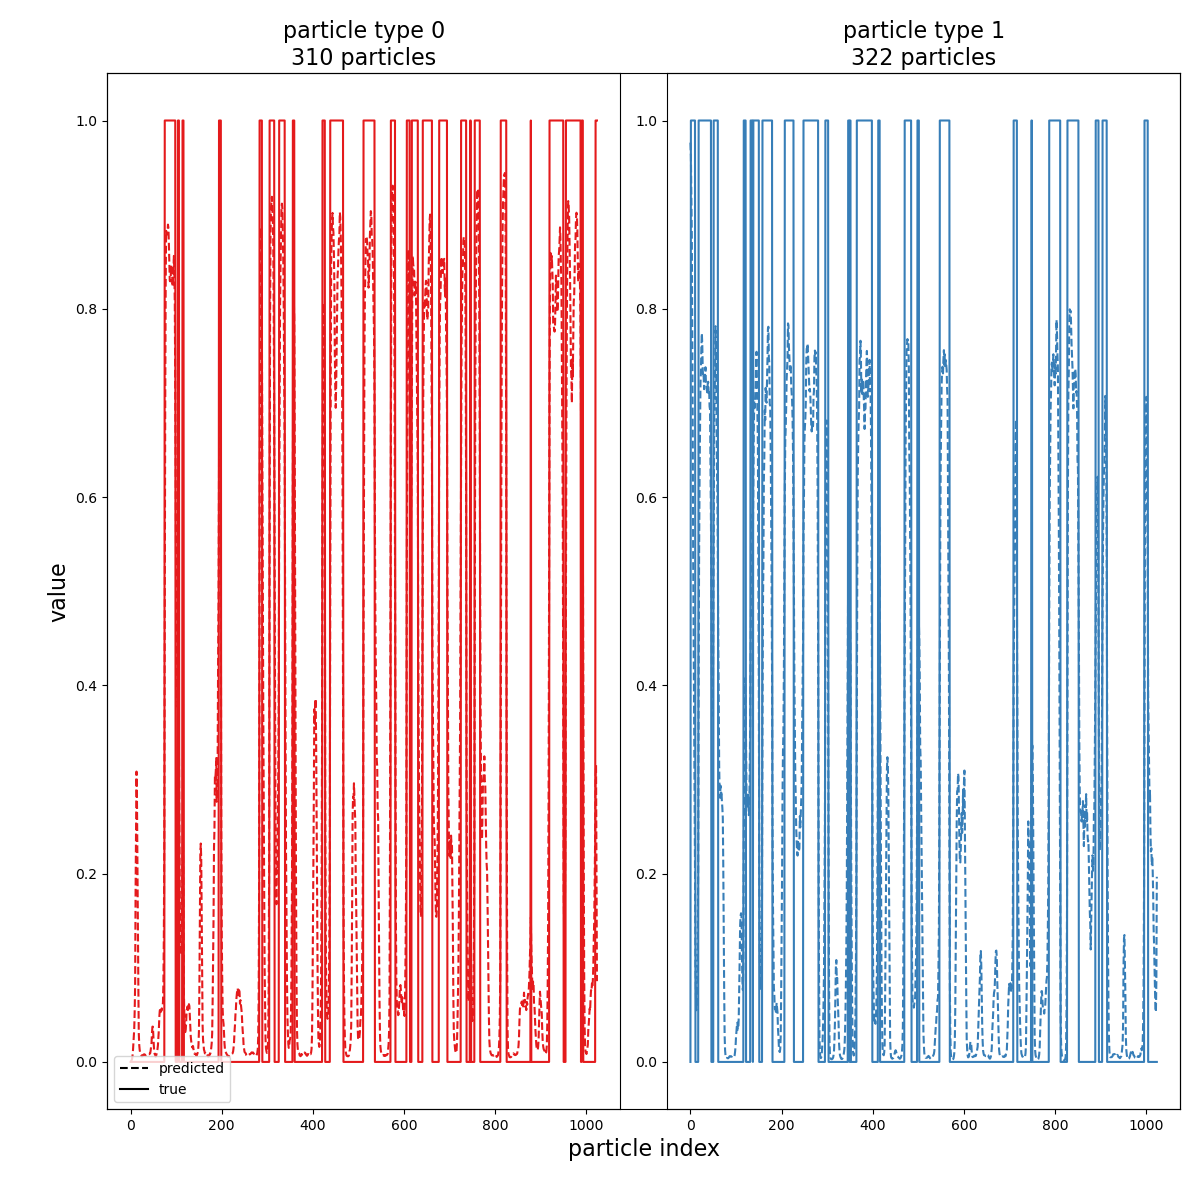 particle type 0
310 particles
particle type 1
322 particles
1.0
0.8
0.6
0.4
0.2
0.0
1.0
0.8
0.6
0.4
0.2
0.0
value
predicted
true
0 200 400 600 800 1000
0 200 400 600 800 1000
particle index